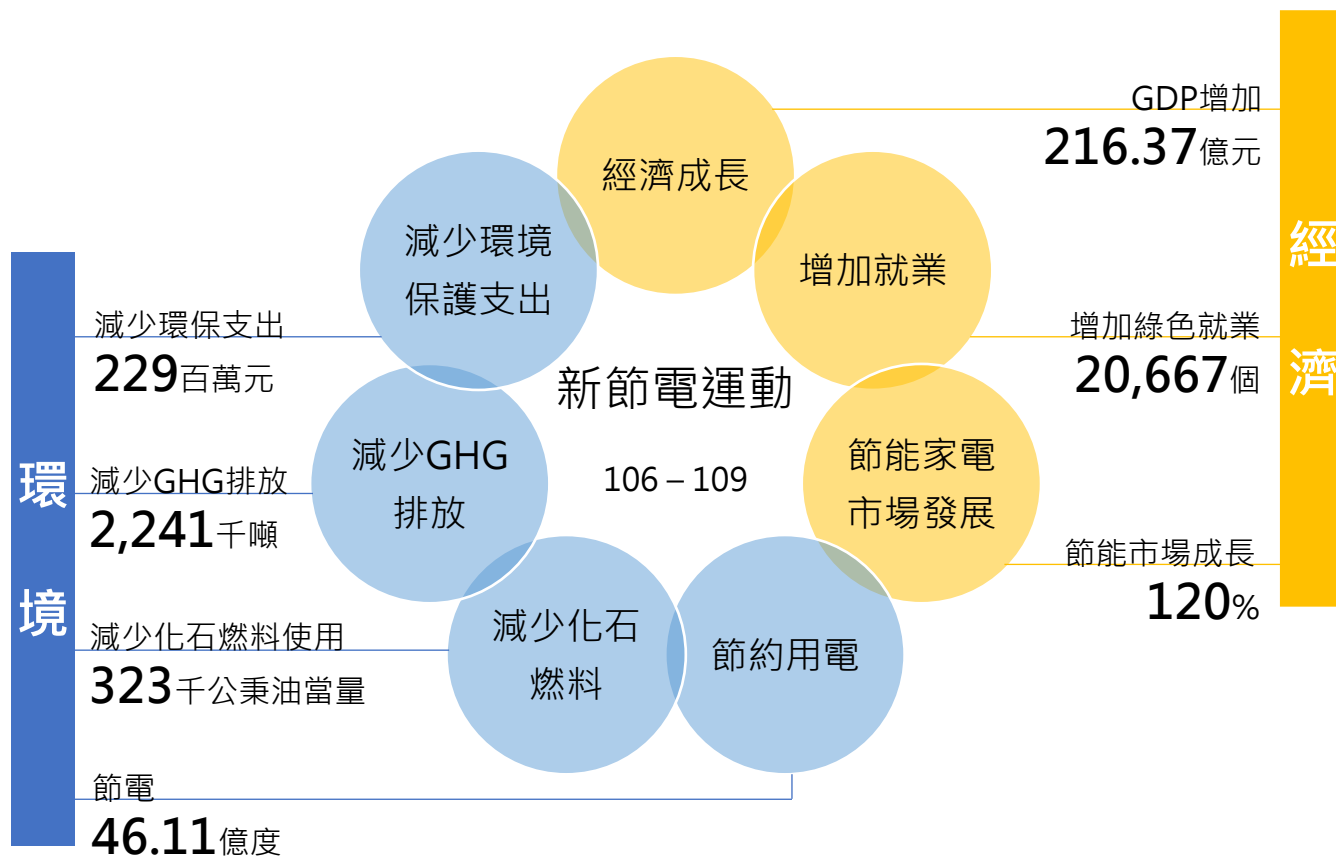 經濟成長
減少環境
保護支出
增加就業
新節電運動
106 – 109
減少GHG
排放
節能家電
市場發展
減少化石
燃料
節約用電
環
境
減少環保支出
229百萬元
減少GHG排放
2,241千噸
減少化石燃料使用
323千公秉油當量
節電
46.11億度
經
濟
GDP增加
216.37億元
增加綠色就業
20,667個
節能市場成長
120%